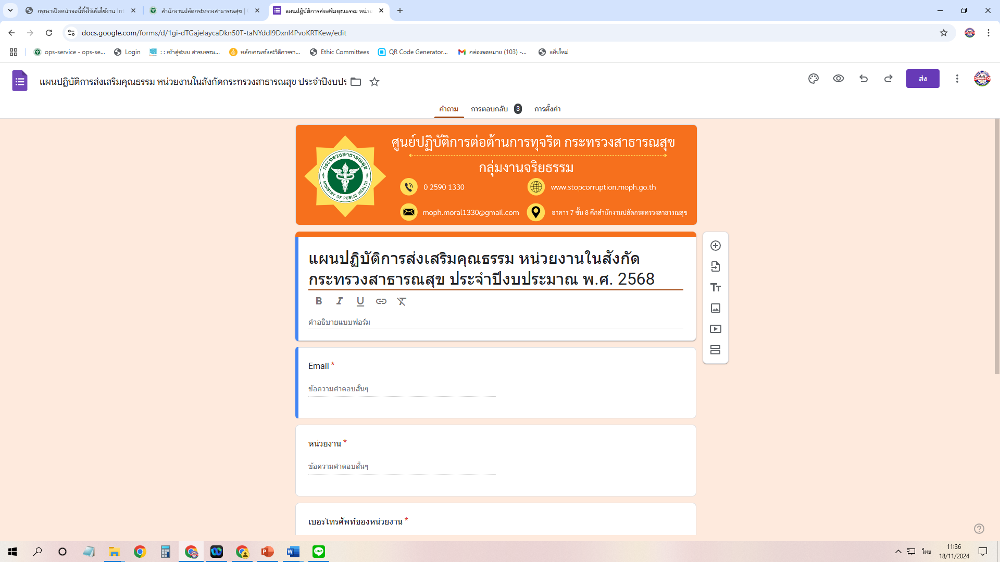 กรุณาเปิดหน้าจอนี้ทิ้งไว้เพื่อใช้งาน Int
สำนักงานปลัดกระทรวงสาธารณสุข |
แผนปฏิบัติการส่งเสริมคุณธรรม หน่วย
docs.google.com/forms/d/1gi-dTGajeIaycaDkn50T-taNYddI9DxnI4PvoKRTKew/edit
ops-service - ops-se...
Login
: : เข้าสู่ระบบ สารบรรณ...
หลักเกณฑ์และวิธีการรา...
Ethic Committees
QR Code Generator...
กล่องจดหมาย (103) -...
แท็บใหม่
แผนปฏิบัติการส่งเสริมคุณธรรม หน่วยงานในสังกัดกระทรวงสาธารณสุข ประจำปีงบปร
ส่ง
คำถาม
การตอบกลับ 3
การตั้งค่า
ศูนย์ปฏิบัติการต่อต้านการทุจริต กระทรวงสาธารณสุข
กลุ่มงานจริยธรรม
กระทรวงสาธารณสุข
MINISTRY OF PUBLIC HEALTH
0 2590 1330
www.stopcorruption.moph.go.th
moph.moral1330@gmail.com
อาคาร 7 ชั้น 8 ตึกสำนักงานปลัดกระทรวงสาธารณสุข
แผนปฏิบัติการส่งเสริมคุณธรรม หน่วยงานในสังกัด
กระทรวงสาธารณสุข ประจำปีงบประมาณ พ.ศ. 2568
B I U
คำอธิบายแบบฟอร์ม
Email *
ข้อความคำตอบสั้นๆ
หน่วยงาน *
ข้อความคำตอบสั้นๆ
เบอรโทรศัพท์ของหน่วยงาน *
ไทย
11:36
18/11/2024